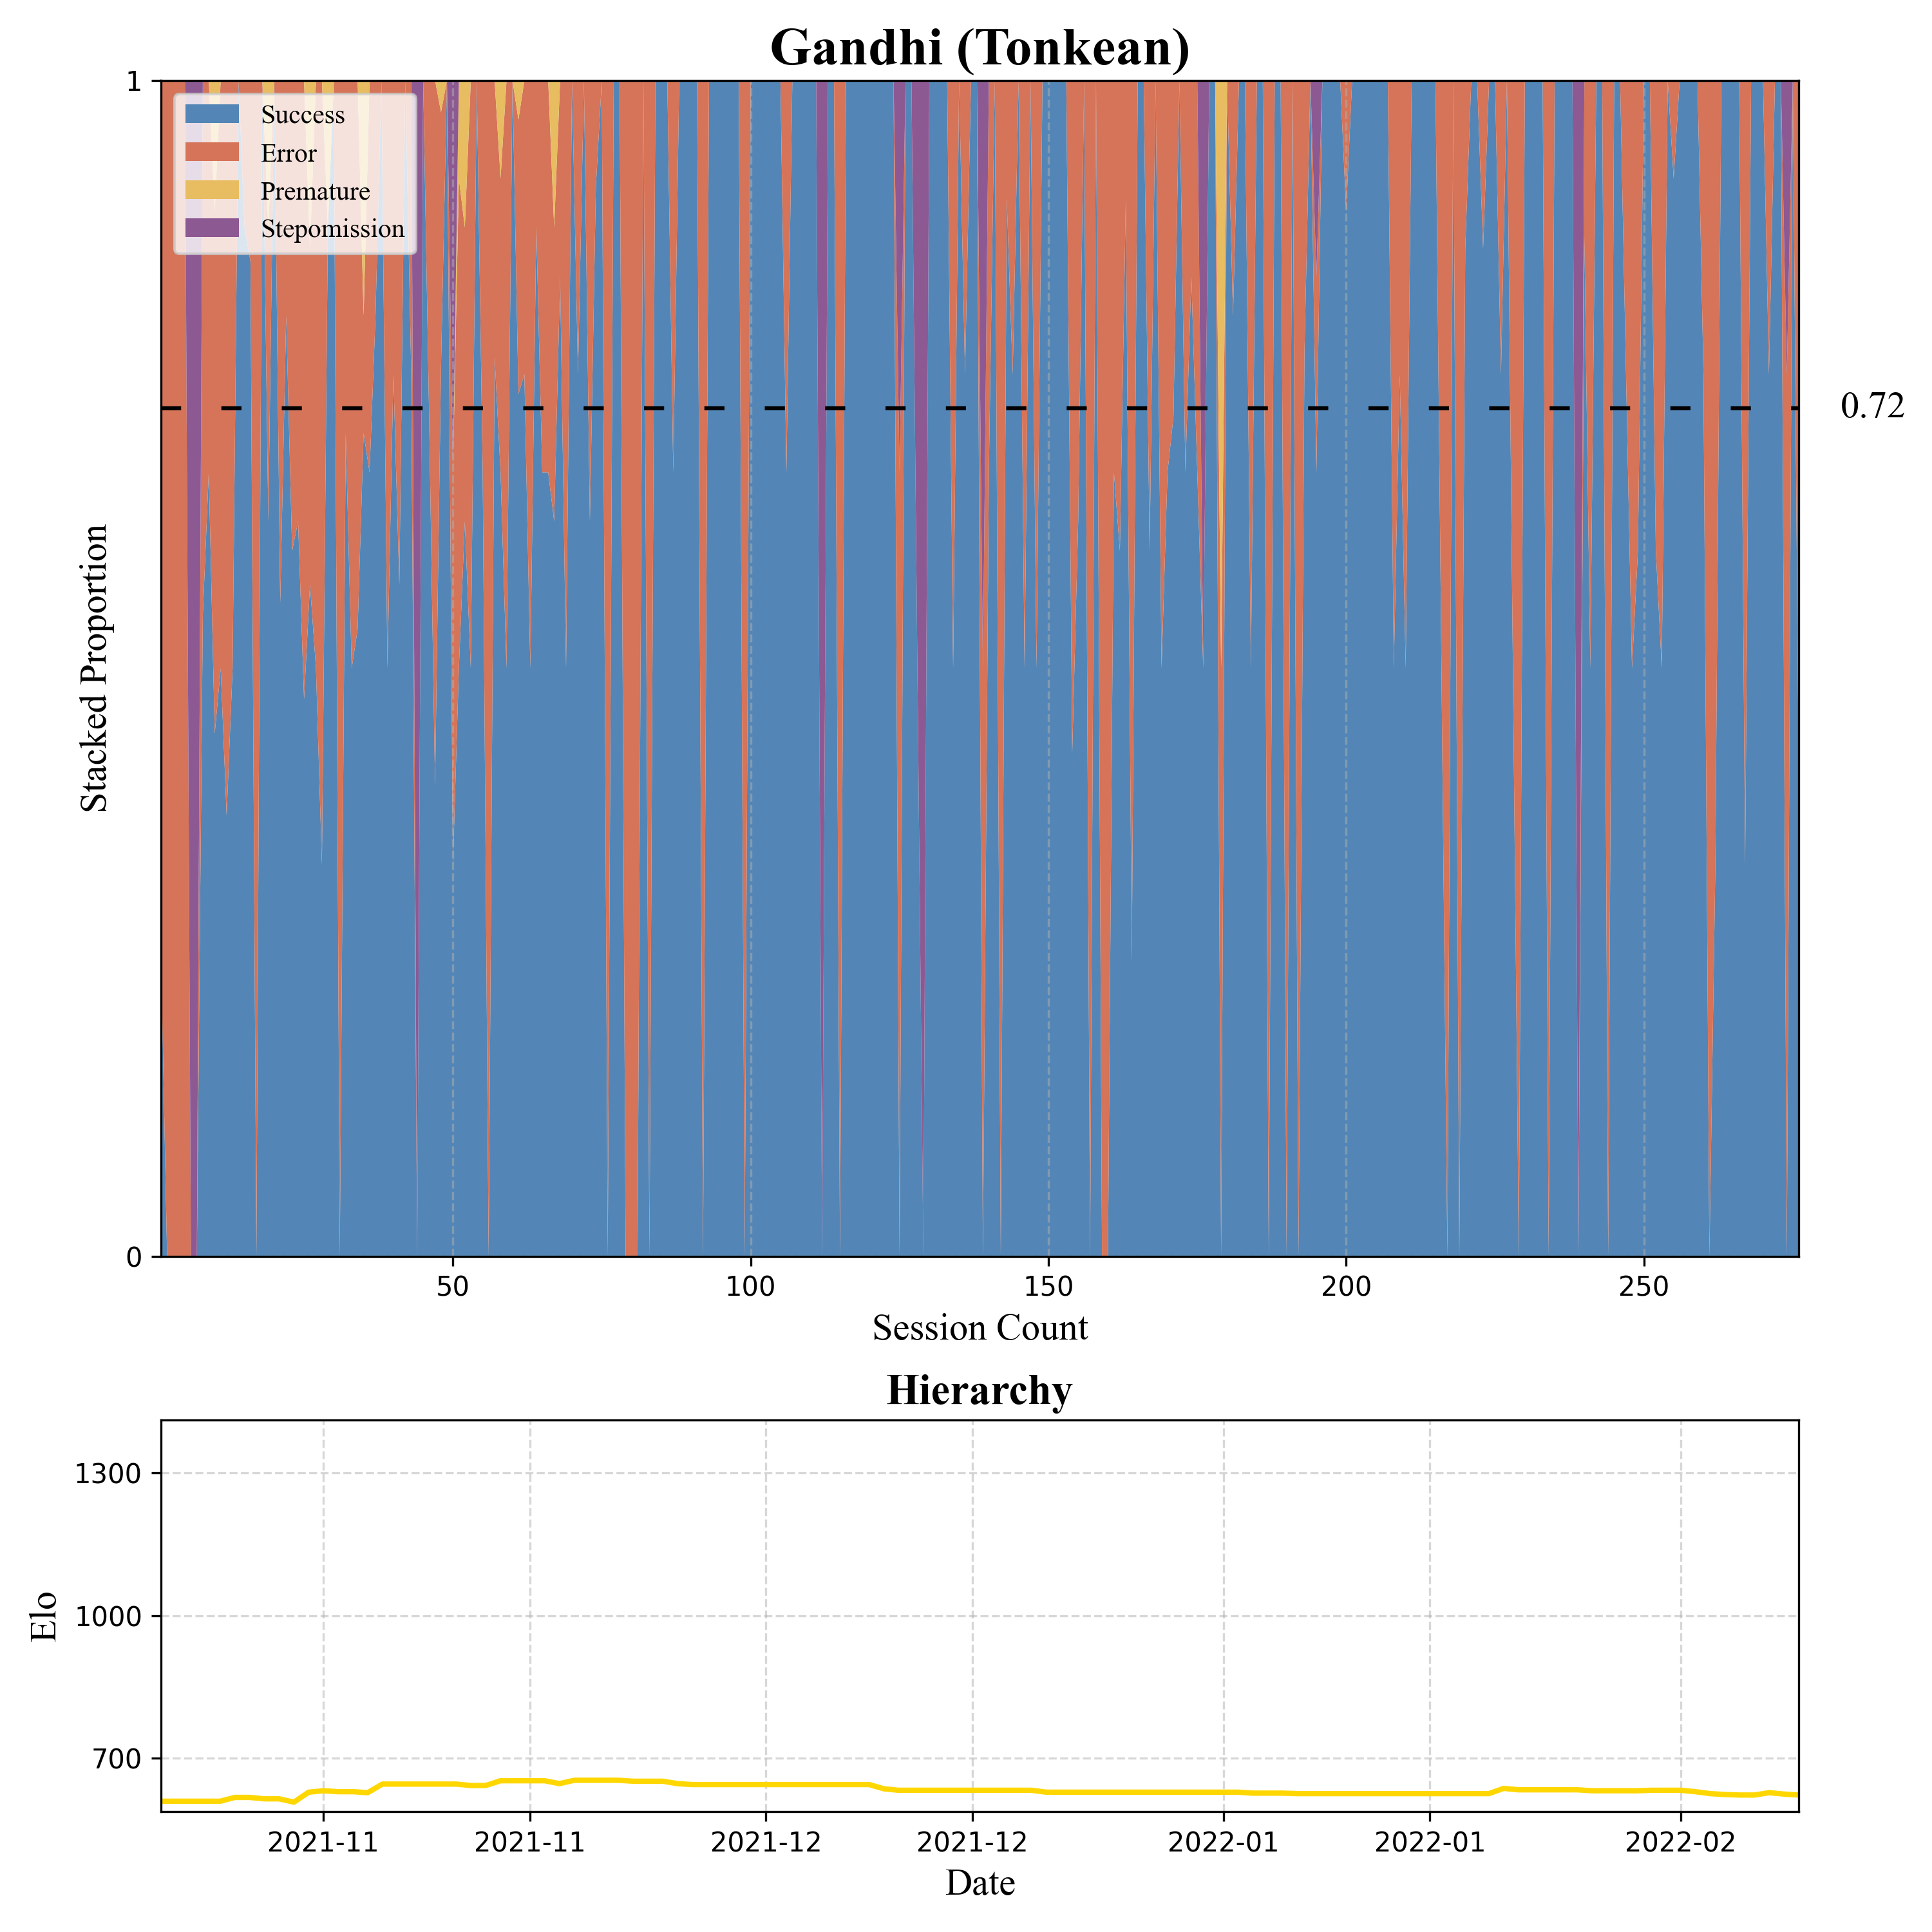 Gandhi (Tonkean)
1
Success
Error
Premature
Stepomission
0.72
Stacked Proportion
0
50 100 150 200 250
Session Count
Hierarchy
1300
1000
700
Elo
2021-11 2021-11 2021-12 2021-12 2022-01 2022-01 2022-02
Date